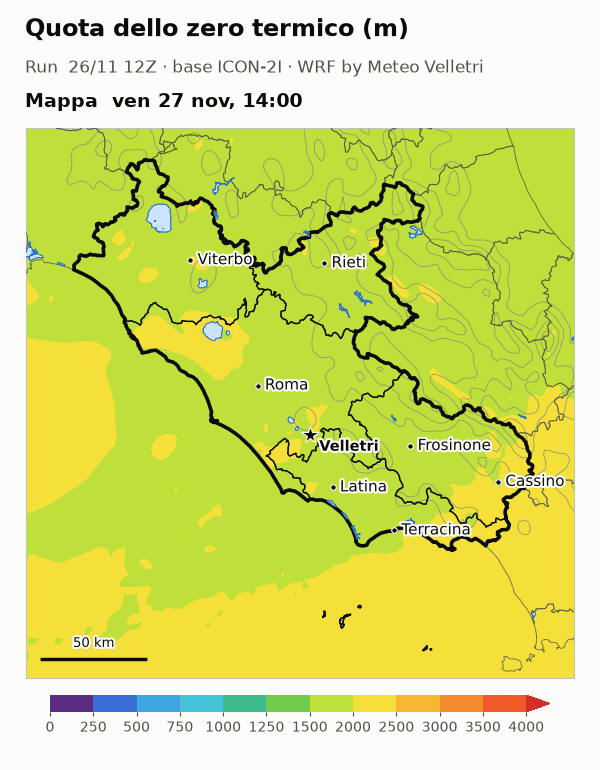 Quota dello zero termico (m)
Run 26/11 12Z · base ICON-2I · WRF by Meteo Velletri
Mappa ven 27 nov, 14:00
Viterbo
Rieti
Roma
Velletri
Frosinone
Latina
Cassino
Terracina
50 km
0 250 500 750 1000 1250 1500 2000 2500 3000 3500 4000